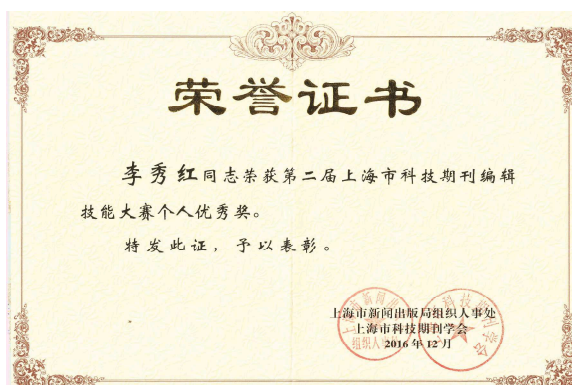 荣誉证书
李秀红同志荣获第二届上海市科技期刊编辑
技能大赛个人优秀奖。
特发此证，予以表彰。
上海市新闻出版局组织人事处
上海市科技期刊学会
2016年12月